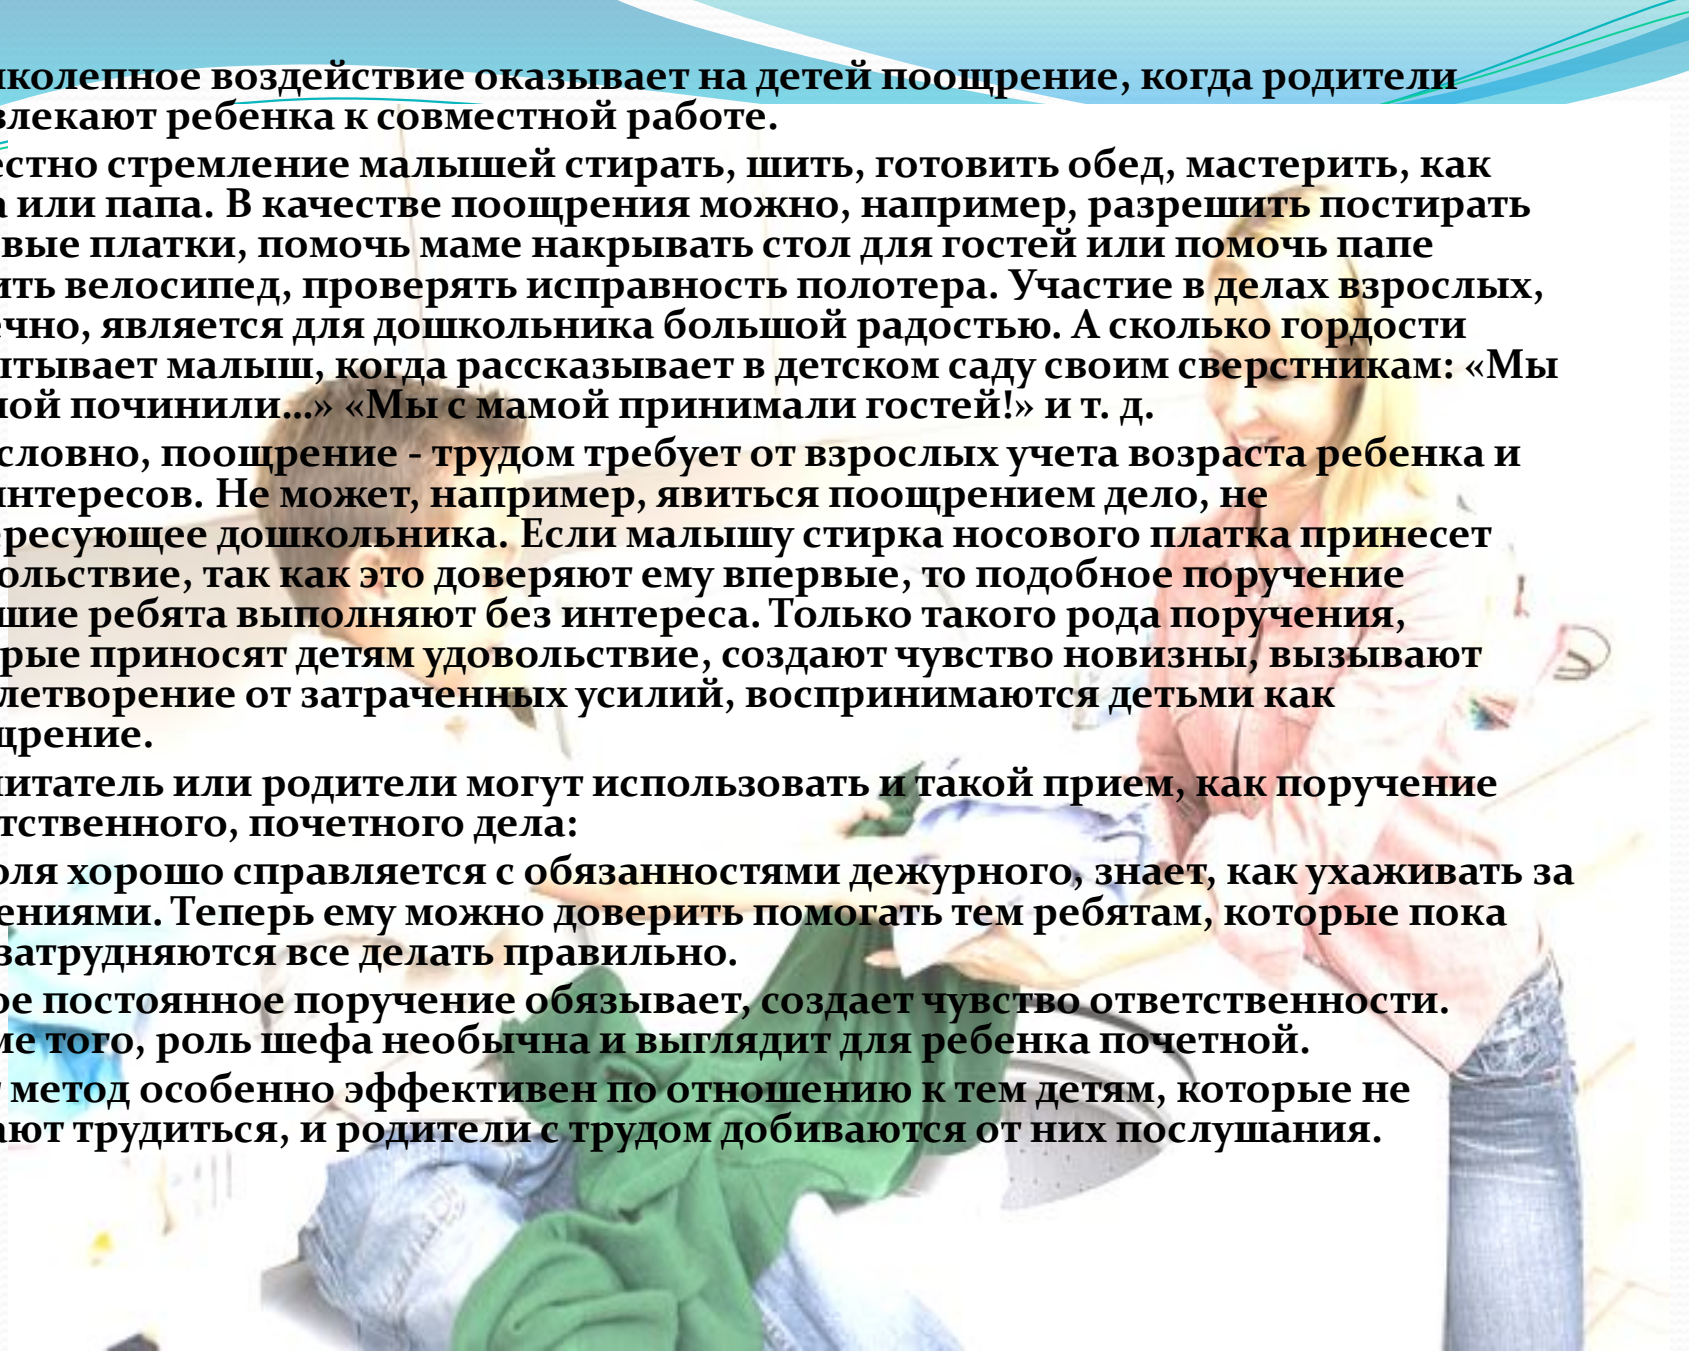 иколепное воздействие оказывает на детей поощрение, когда родители
влекают ребенка к совместной работе.
естно стремление малышей стирать, шить, готовить обед, мастерить, как
а или папа. В качестве поощрения можно, например, разрешить постирать
вые платки, помочь маме накрывать стол для гостей или помочь папе
ить велосипед, проверять исправность полотера. Участие в делах взрослых,
ечно, является для дошкольника большой радостью. А сколько гордости
ытывает малыш, когда рассказывает в детском саду своим сверстникам: «Мы
пой починили...» «Мы с мамой принимали гостей!» и т. д.
словно, поощрение - трудом требует от взрослых учета возраста ребенка и
интересов. Не может, например, явиться поощрением дело, не
ересующее дошкольника. Если малышу стирка носового платка принесет
ольствие, так как это доверяют ему впервые, то подобное поручение
шие ребята выполняют без интереса. Только такого рода поручения,
рые приносят детям удовольствие, создают чувство новизны, вызывают
летворение от затраченных усилий, воспринимаются детьми как
щрение.
питатель или родители могут использовать и такой прием, как поручение
тственного, почетного дела:
оля хорошо справляется с обязанностями дежурного, знает, как ухаживать за
ениями. Теперь ему можно доверить помогать тем ребятам, которые пока
затрудняются все делать правильно.
ое постоянное поручение обязывает, создает чувство ответственности.
ме того, роль шефа необычна и выглядит для ребенка почетной.
т метод особенно эффективен по отношению к тем детям, которые не
ают трудиться, и родители с трудом добиваются от них послушания.